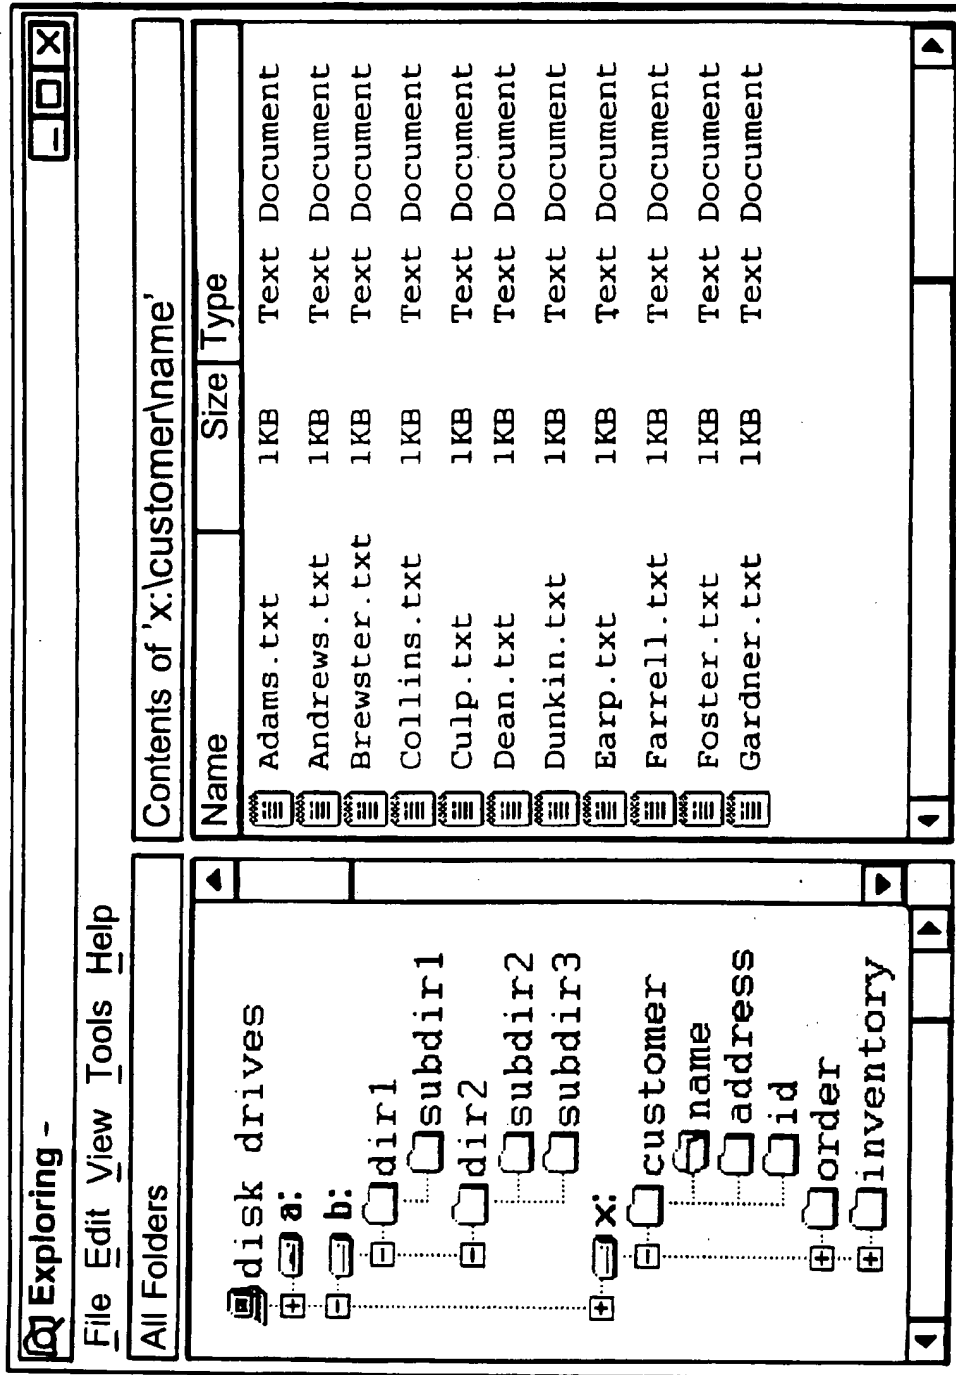 Exploring -
File Edit View Tools Help
All Folders
disk drives
a:
b:
dir1
subdir1
dir2
subdir2
subdir3
x:
customer
name
address
id
order
inventory
Contents of 'x:\customer\name'
Name Size Type
Adams.txt 1KB Text Document
Andrews.txt 1KB Text Document
Brewster.txt 1KB Text Document
Collins.txt 1KB Text Document
Culp.txt 1KB Text Document
Dean.txt 1KB Text Document
Dunkin.txt 1KB Text Document
Earp.txt 1KB Text Document
Farrell.txt 1KB Text Document
Foster.txt 1KB Text Document
Gardner.txt 1KB Text Document